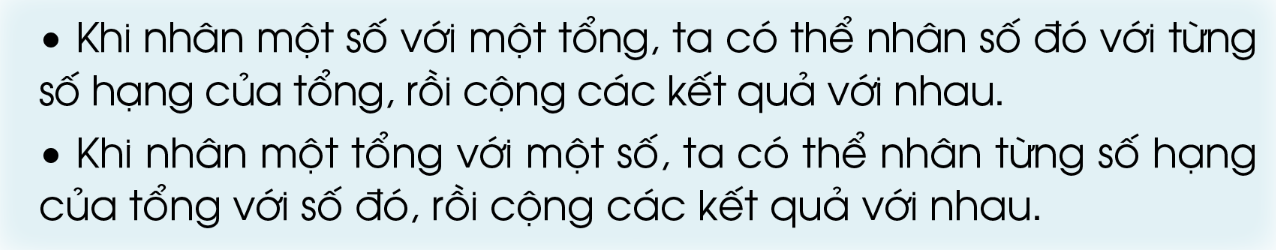 • Khi nhân một số với một tổng, ta có thể nhân số đó với từng
số hạng của tổng, rồi cộng các kết quả với nhau.
• Khi nhân một tổng với một số, ta có thể nhân từng số hạng
của tổng với số đó, rồi cộng các kết quả với nhau.